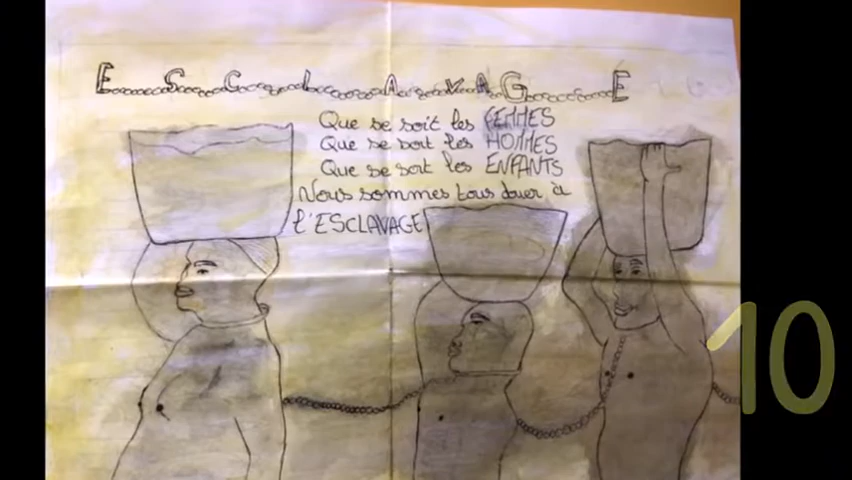 ESCLAVAGE
Que se soit les FEMMES
Que se soit les HOMMES
Que se soit les ENFANTS
Nous sommes tous douer à
l'ESCLAVAGE
10